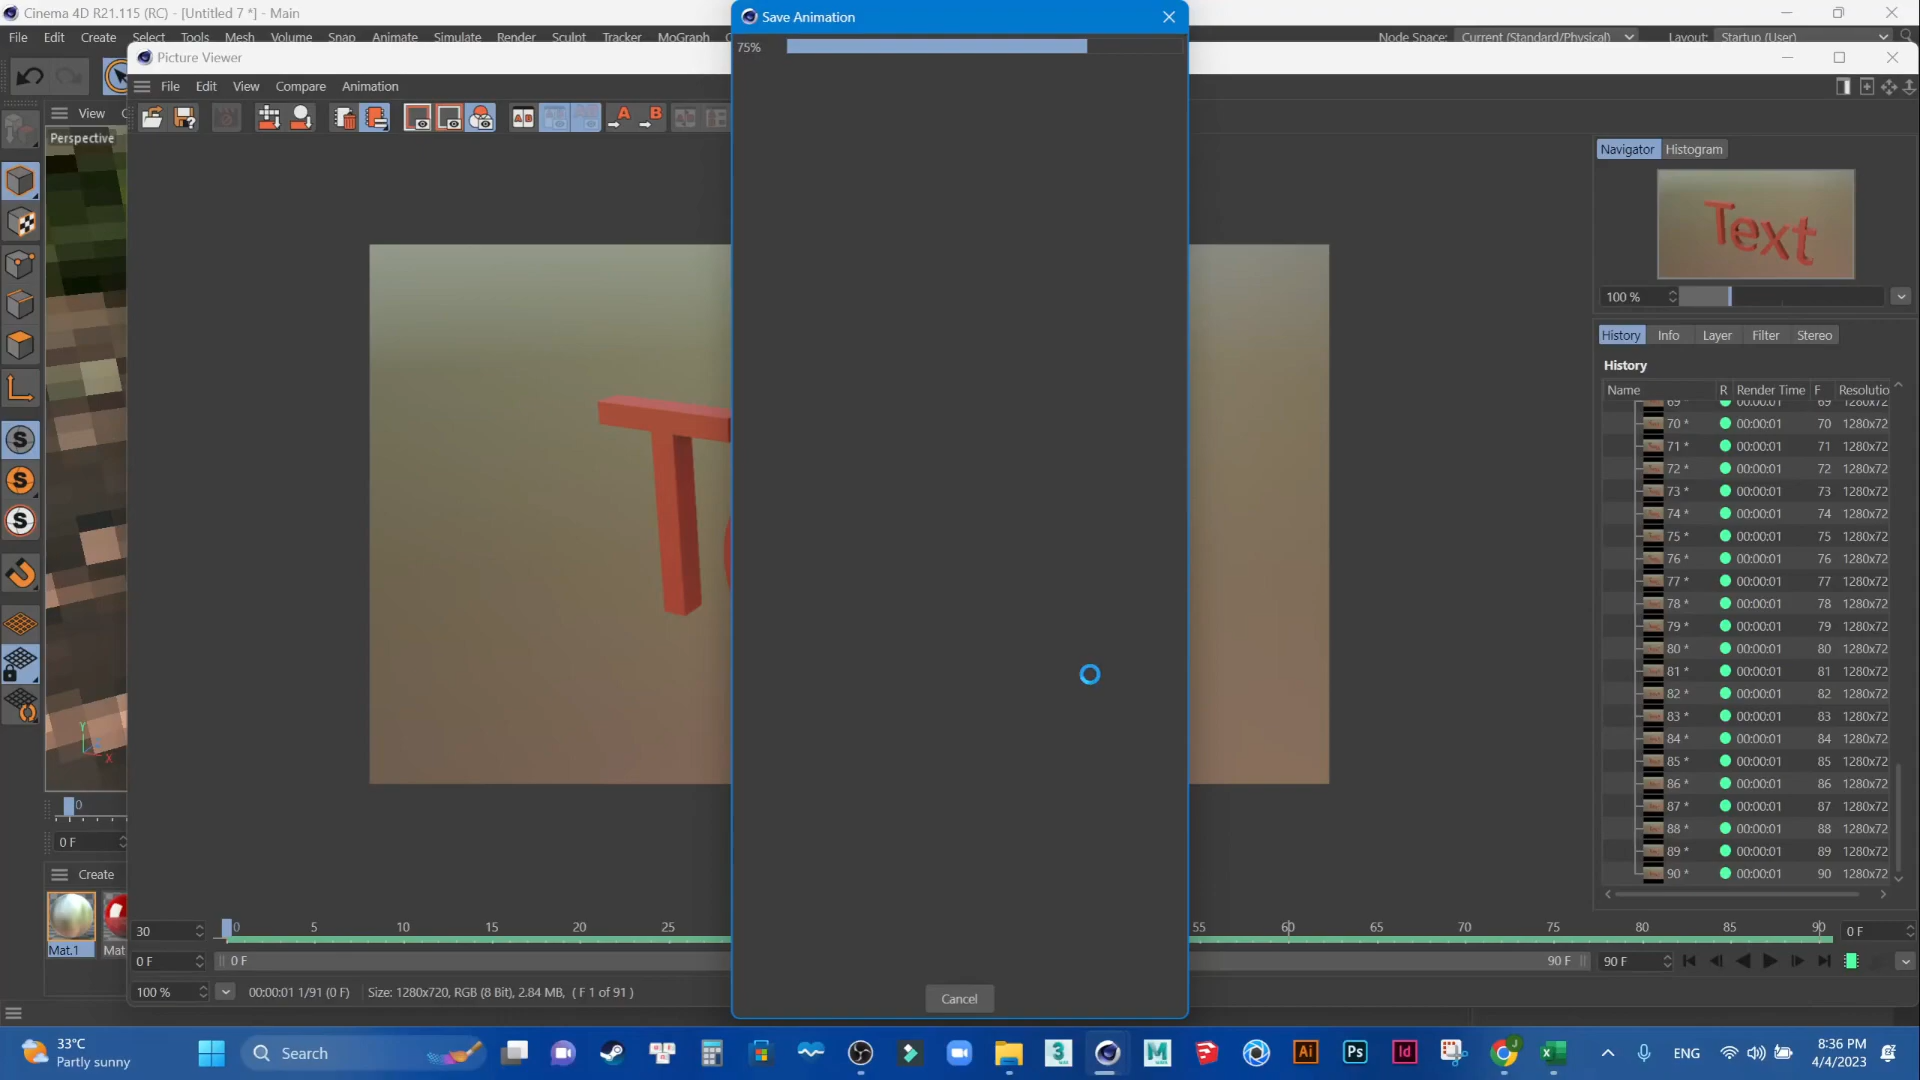 Cinema 4D R21.115 (RC) - [Untitled 7 *] - Main
File Edit Create Select Tools Mesh Volume Snap Animate Simulate Render Sculpt Tracker MoGraph
Node Space: Current (Standard/Physical) Layout: Startup (User)
Save Animation
75%
Cancel
Picture Viewer
File Edit View Compare Animation
View
Perspective
Navigator Histogram
Text
100 %
History Info Layer Filter Stereo
History
Name R Render Time F Resolutio
69 * 00:00:01 69 1280x72
70 * 00:00:01 70 1280x72
71 * 00:00:01 71 1280x72
72 * 00:00:01 72 1280x72
73 * 00:00:01 73 1280x72
74 * 00:00:01 74 1280x72
75 * 00:00:01 75 1280x72
76 * 00:00:01 76 1280x72
77 * 00:00:01 77 1280x72
78 * 00:00:01 78 1280x72
79 * 00:00:01 79 1280x72
80 * 00:00:01 80 1280x72
81 * 00:00:01 81 1280x72
82 * 00:00:01 82 1280x72
83 * 00:00:01 83 1280x72
84 * 00:00:01 84 1280x72
85 * 00:00:01 85 1280x72
86 * 00:00:01 86 1280x72
87 * 00:00:01 87 1280x72
88 * 00:00:01 88 1280x72
89 * 00:00:01 89 1280x72
90 * 00:00:01 90 1280x72
T
Y
X
0
0 F
Create
Mat.1 Mat
30 0 5 10 15 20 25 55 60 65 70 75 80 85 90 0 F
0 F 0 F 90 F 90 F
100 % 00:00:01 1/91 (0 F) Size: 1280x720, RGB (8 Bit), 2.84 MB, ( F 1 of 91 )
33°C
Partly sunny
Search
3
M
Ai
Ps
Id
J
ENG
8:36 PM
4/4/2023